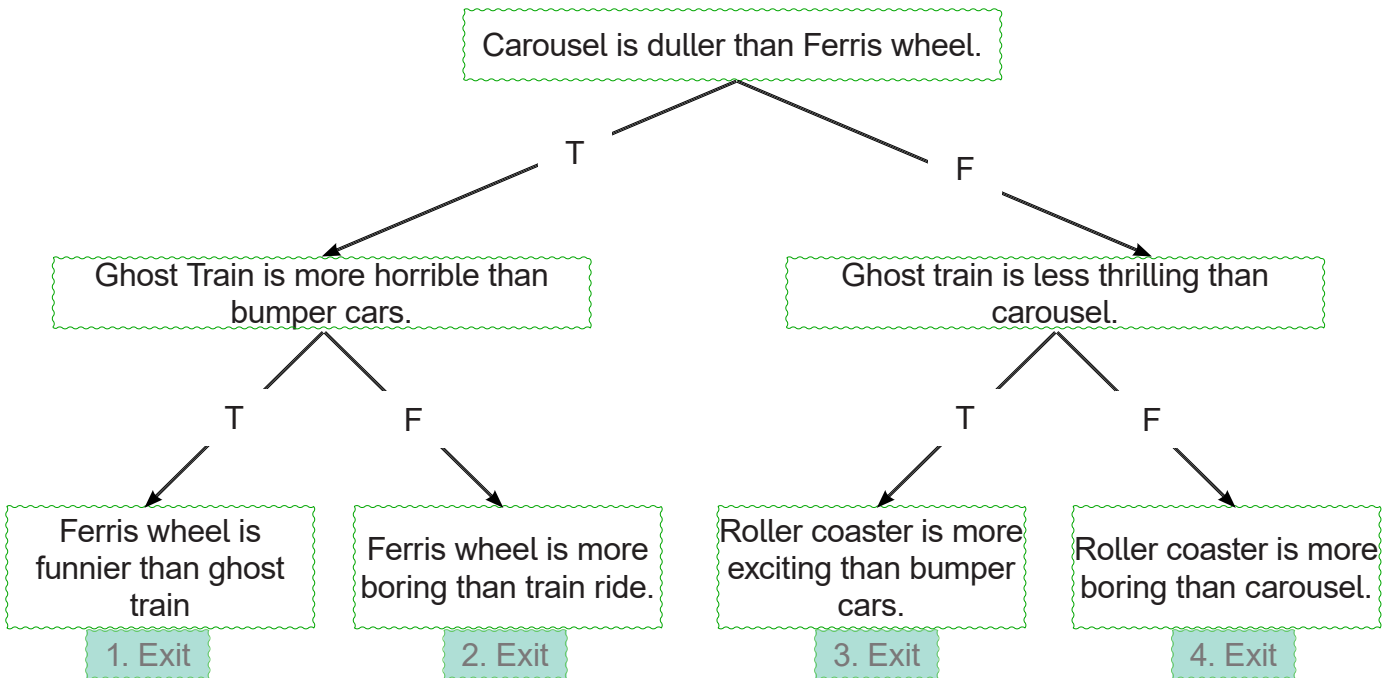 Carousel is duller than Ferris wheel.
T
F
Ghost Train is more horrible than
bumper cars.
Ghost train is less thrilling than
carousel.
T
F
T
F
Ferris wheel is
funnier than ghost
train
Ferris wheel is more
boring than train ride.
Roller coaster is more
exciting than bumper
cars.
Roller coaster is more
boring than carousel.
1. Exit
2. Exit
3. Exit
4. Exit